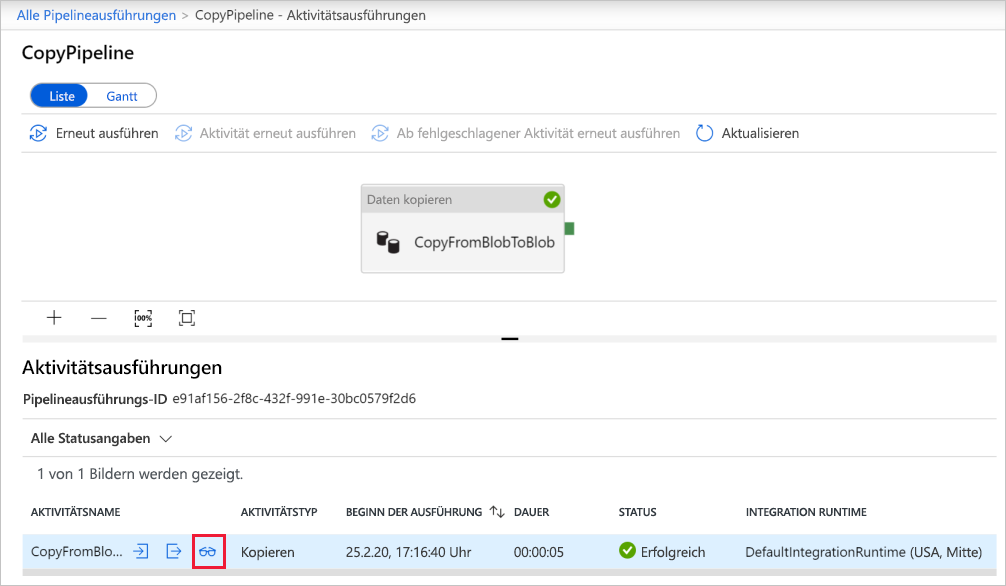 Alle Pipelineausführungen > CopyPipeline - Aktivitätsausführungen
CopyPipeline
Liste Gantt
Erneut ausführen Aktivität erneut ausführen Ab fehlgeschlagener Aktivität erneut ausführen Aktualisieren
Daten kopieren
CopyFromBlobToBlob
100%
Aktivitätsausführungen
Pipelineausführungs-ID e91af156-2f8c-432f-991e-30bc0579f2d6
Alle Statusangaben
1 von 1 Bildern werden gezeigt.
AKTIVITÄTSNAME AKTIVITÄTSTYP BEGINN DER AUSFÜHRUNG DAUER STATUS INTEGRATION RUNTIME
CopyFromBlo... Kopieren 25.2.20, 17:16:40 Uhr 00:00:05 Erfolgreich DefaultIntegrationRuntime (USA, Mitte)